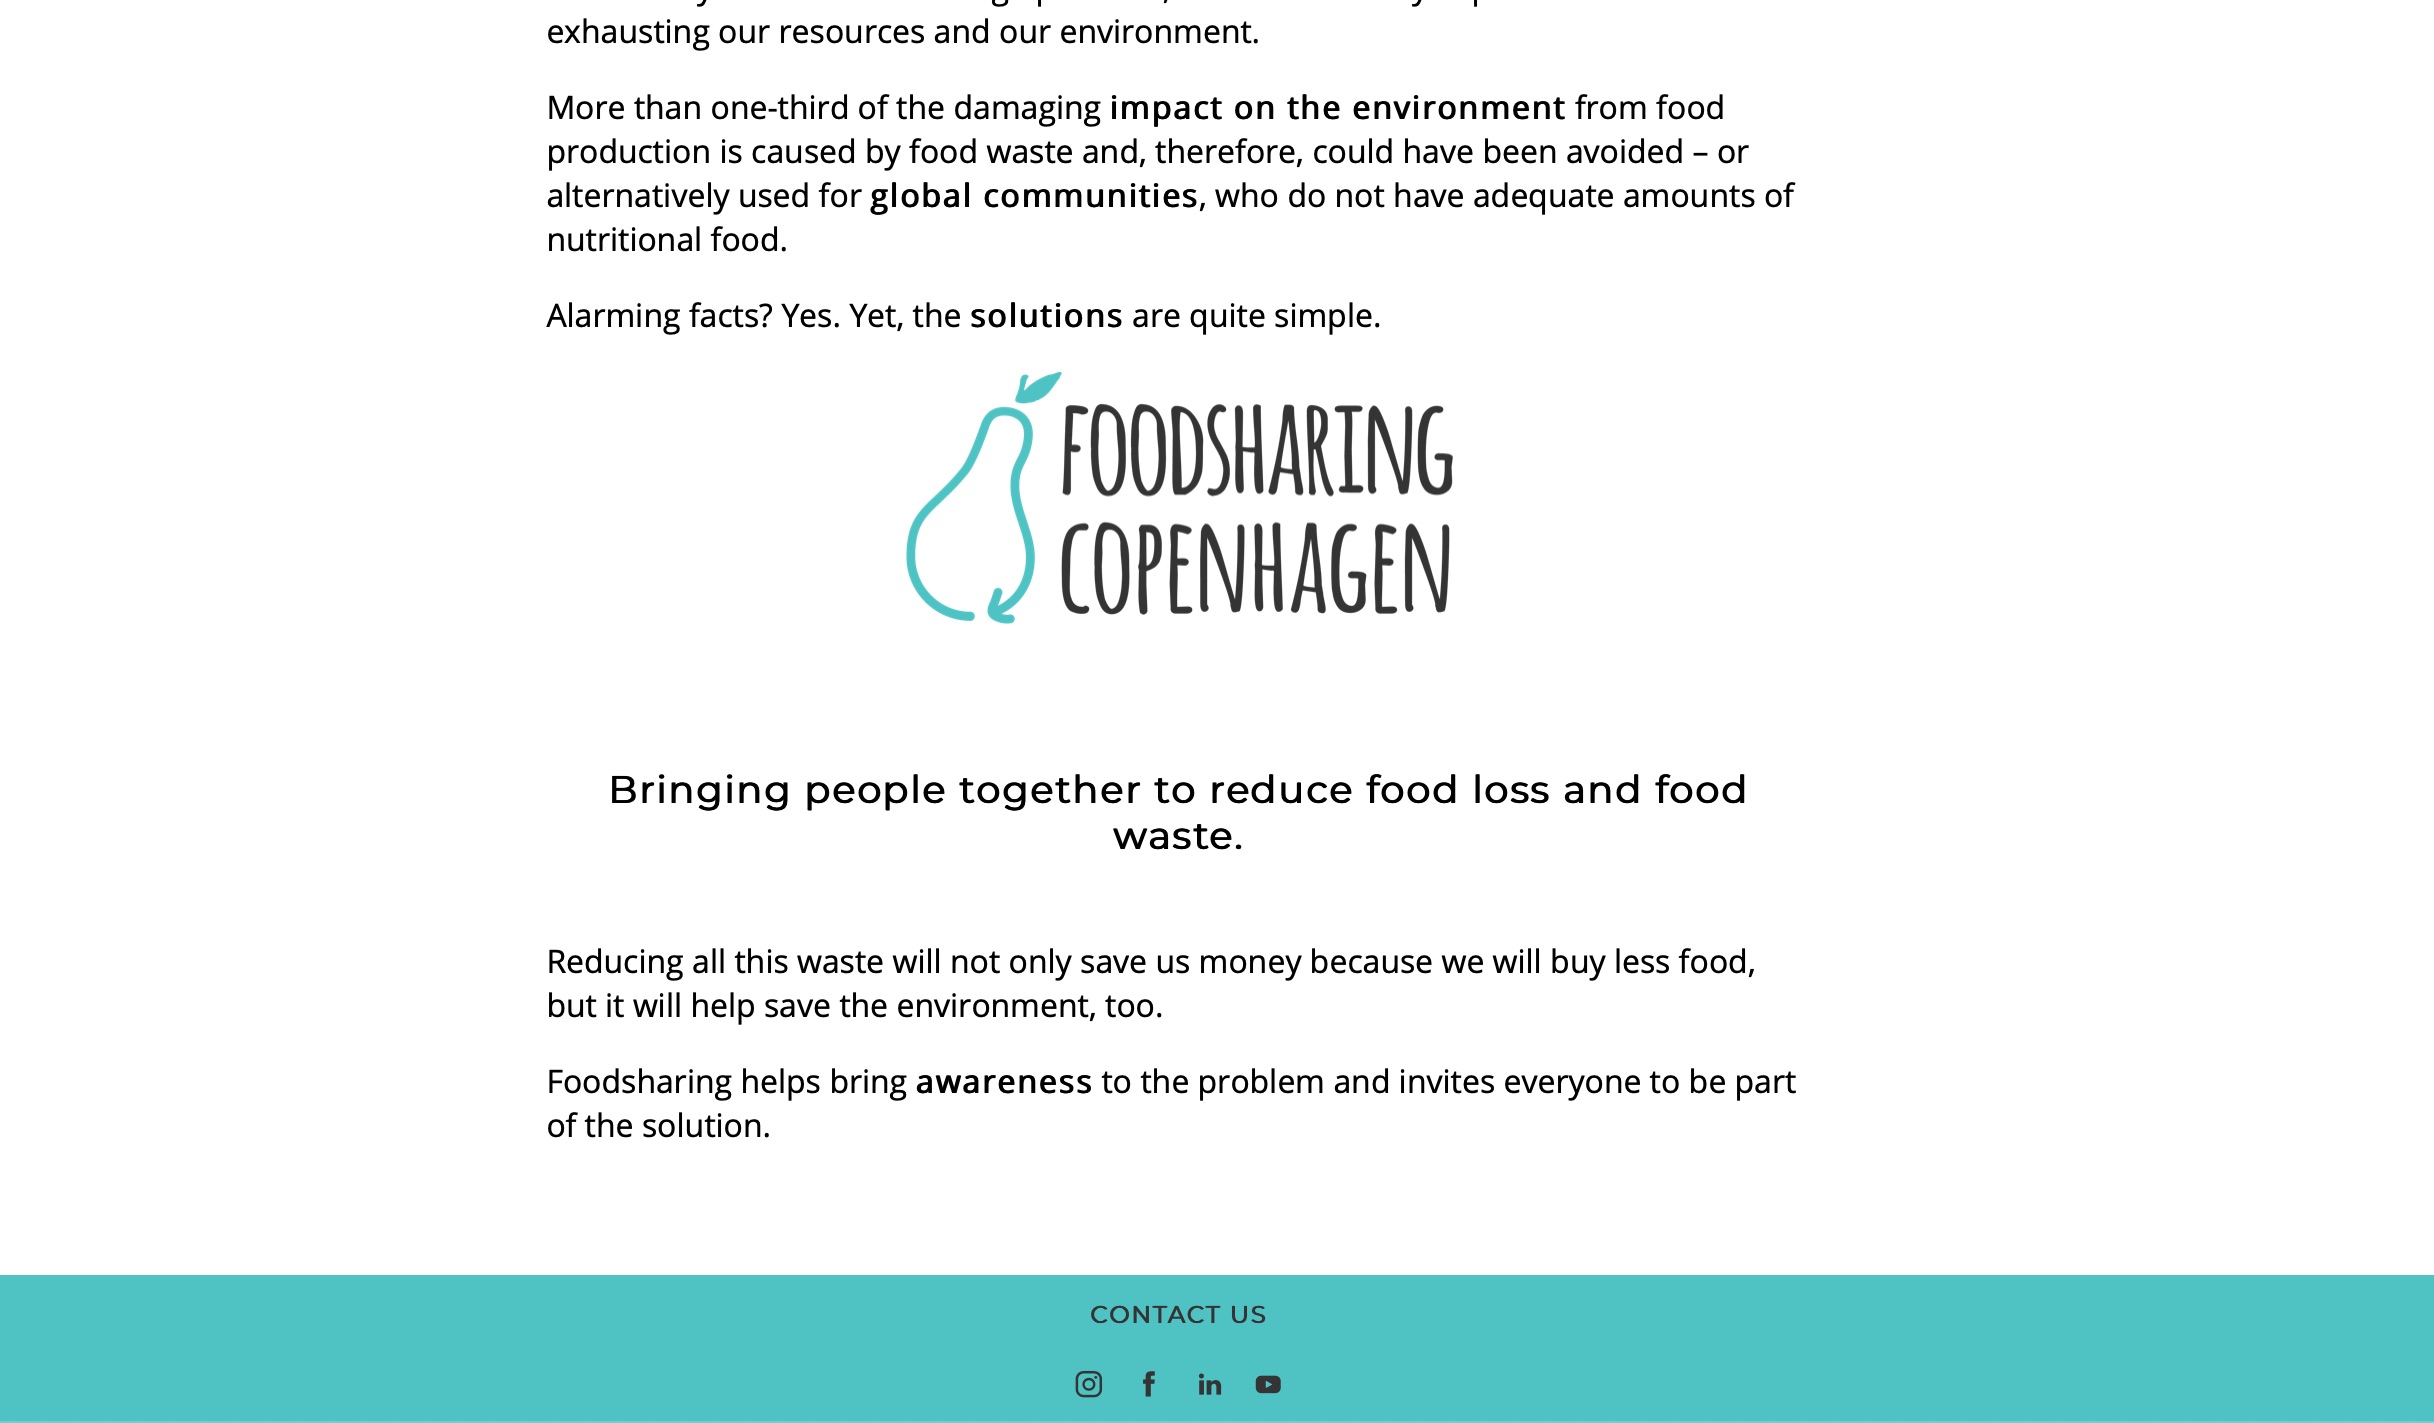 exhausting our resources and our environment.
More than one-third of the damaging impact on the environment from food
production is caused by food waste and, therefore, could have been avoided – or
alternatively used for global communities, who do not have adequate amounts of
nutritional food.
Alarming facts? Yes. Yet, the solutions are quite simple.
FOODSHARING
COPENHAGEN
Bringing people together to reduce food loss and food
waste.
Reducing all this waste will not only save us money because we will buy less food,
but it will help save the environment, too.
Foodsharing helps bring awareness to the problem and invites everyone to be part
of the solution.
CONTACT US